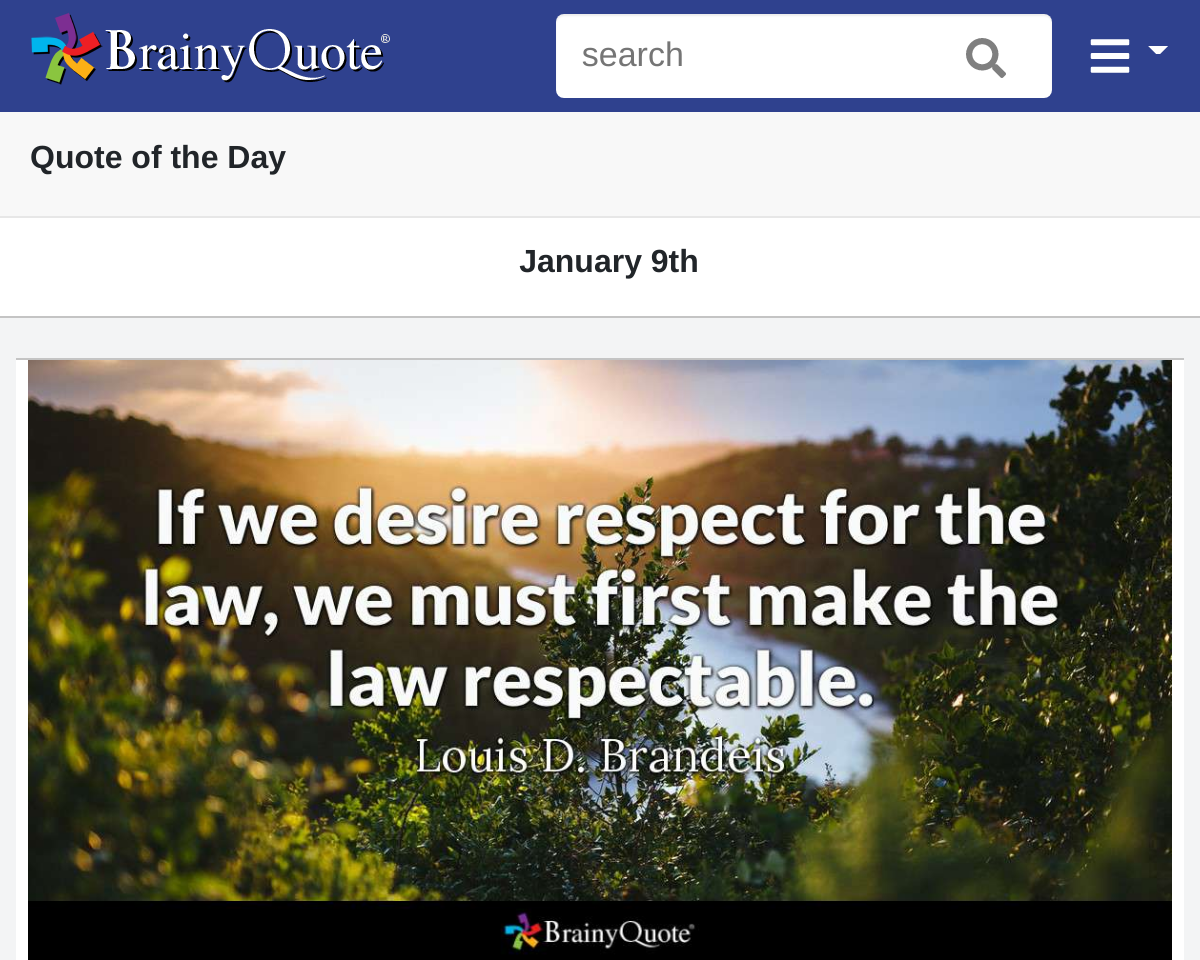 BrainyQuote®
search
Quote of the Day
January 9th
If we desire respect for the
law, we must first make the
law respectable.
Louis D. Brandeis
BrainyQuote®